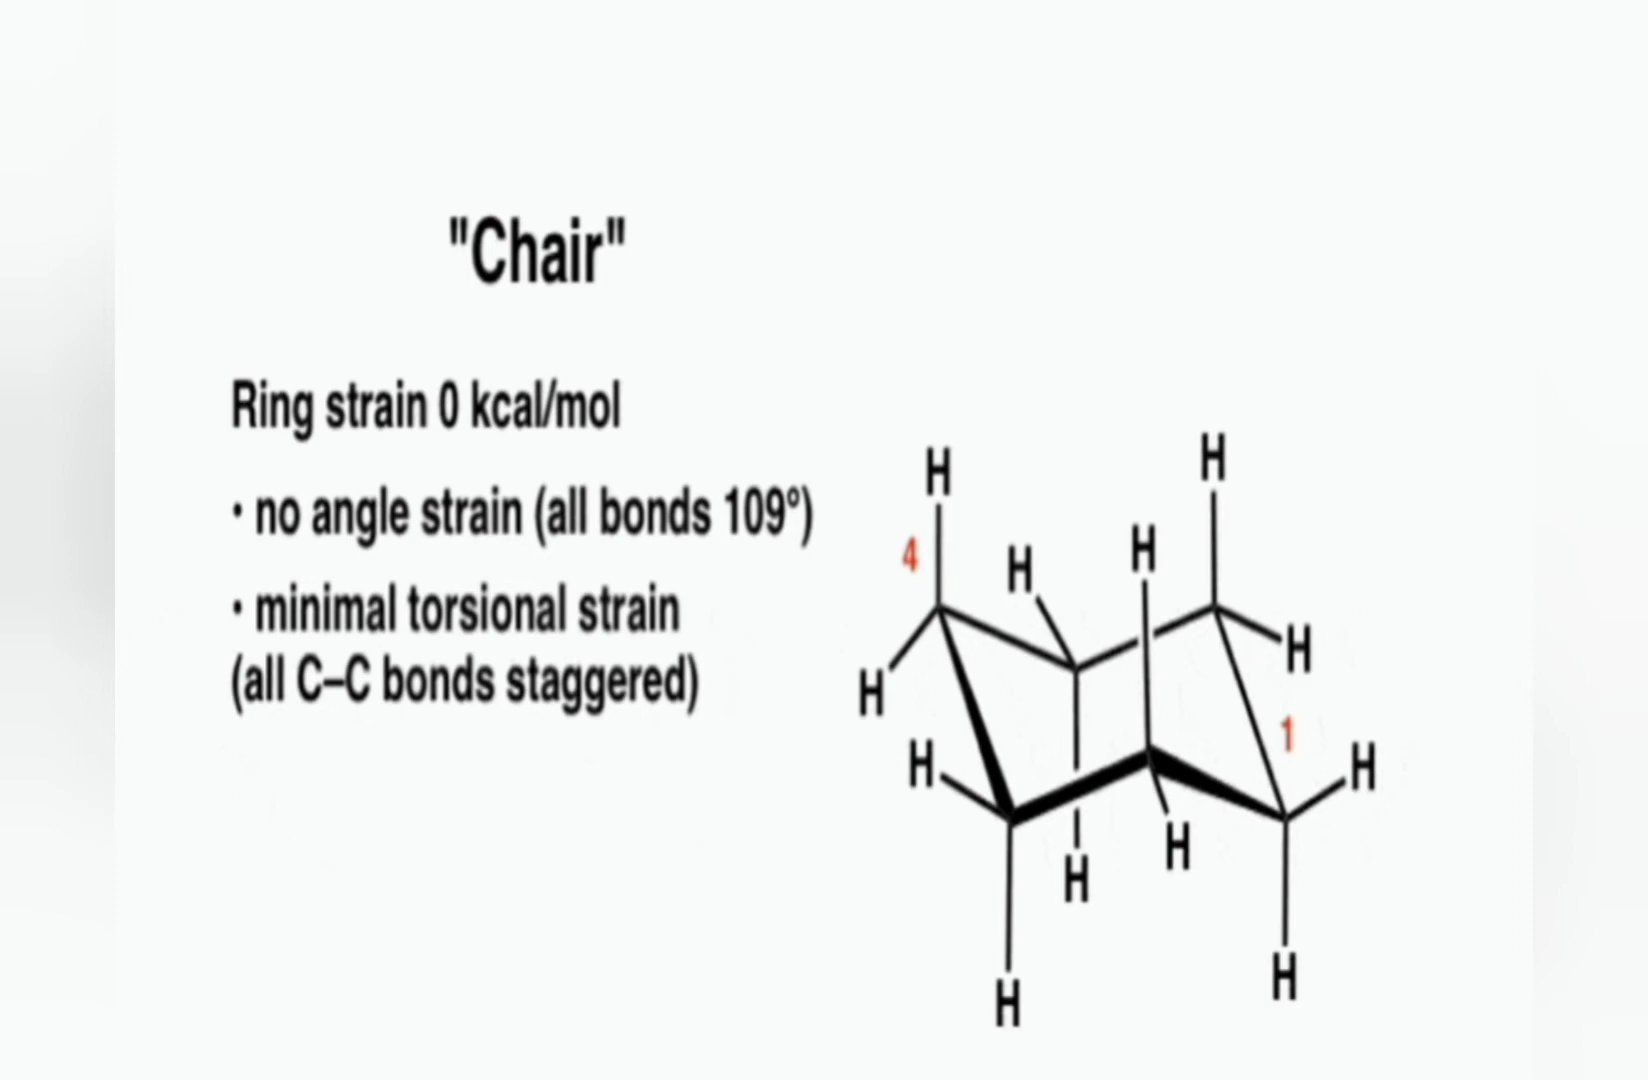 "Chair"
Ring strain 0 kcal/mol
· no angle strain (all bonds 109°)
· minimal torsional strain
(all C–C bonds staggered)
H
H
H
H
4
H
H
1
H
H
H
H
H
H